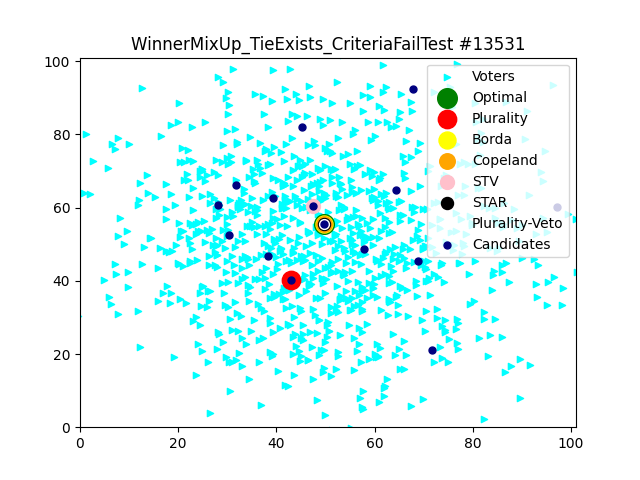 WinnerMixUp_TieExists_CriteriaFailTest #13531
100
80
60
40
20
0
0
20
40
60
80
100
Voters
Optimal
Plurality
Borda
Copeland
STV
STAR
Plurality-Veto
Candidates